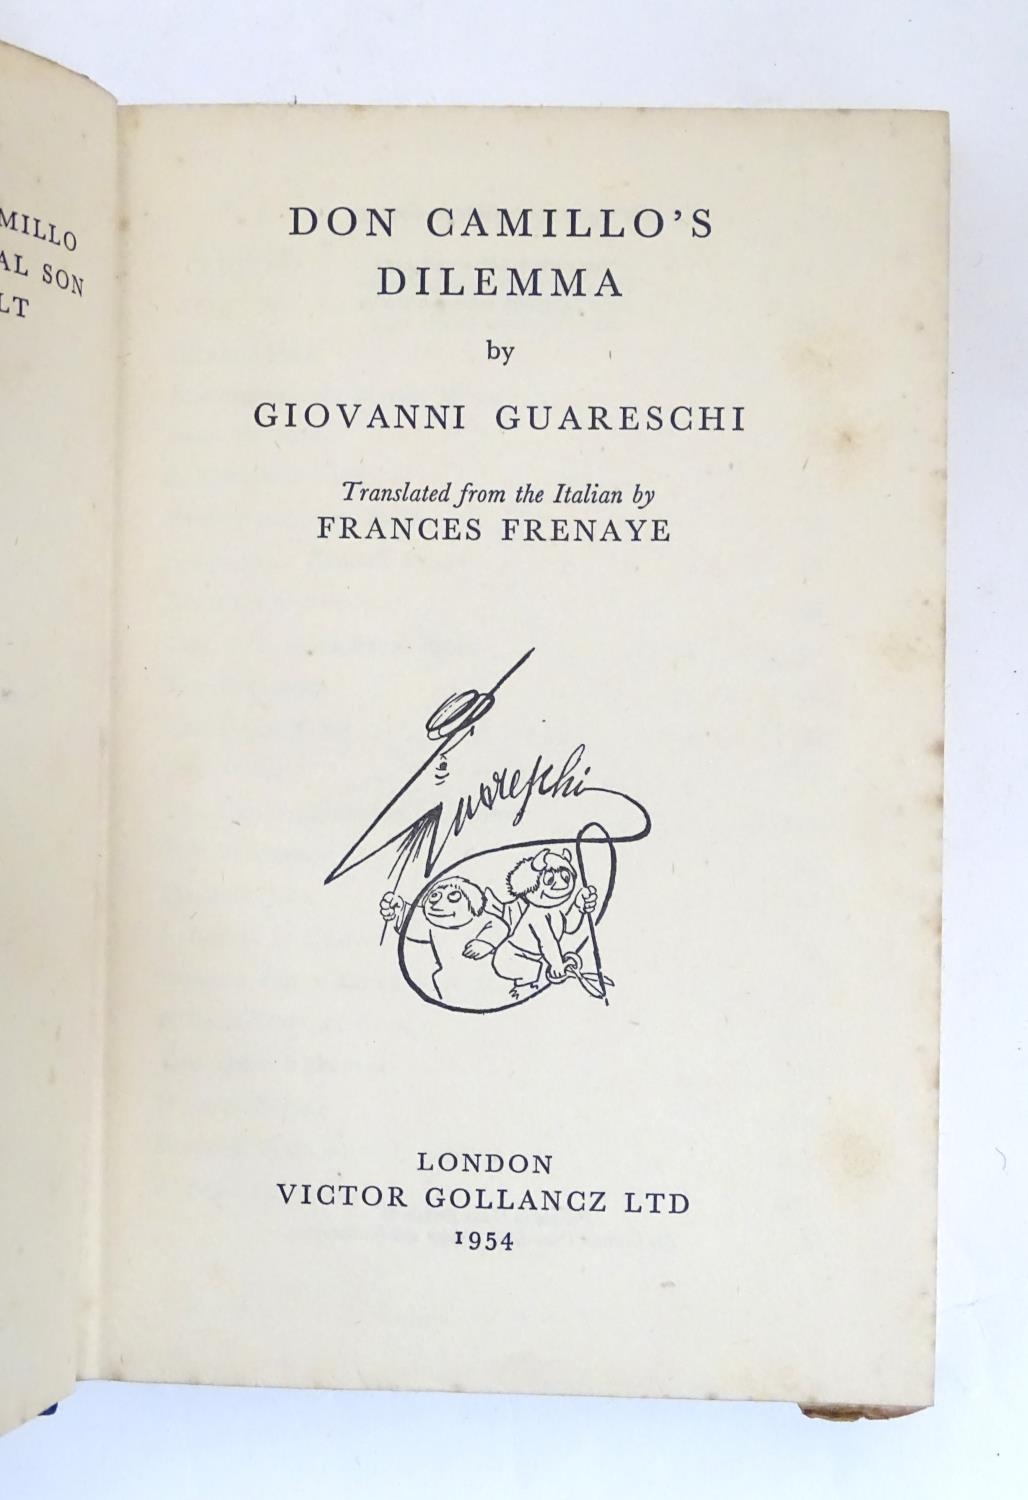 MILLO
AL SON
LT
DON CAMILLO'S
DILEMMA
by
GIOVANNI GUARESCHI
Translated from the Italian by
FRANCES FRENAYE
Guareschi
LONDON
VICTOR GOLLANCZ LTD
1954